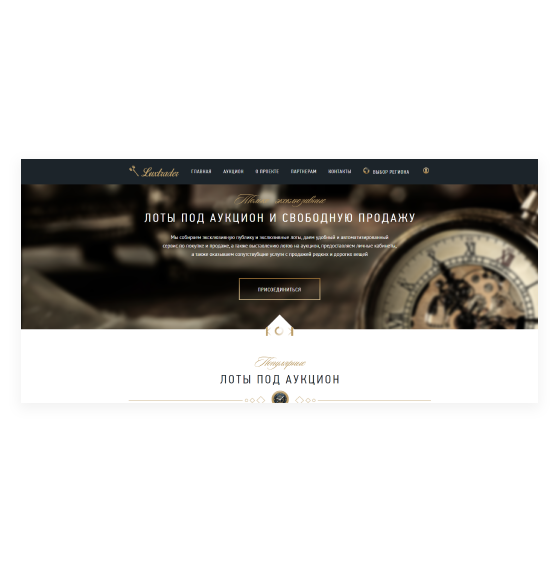 Luxtrader ГЛАВНАЯ АУКЦИОН О ПРОЕКТЕ ПАРТНЕРАМ КОНТАКТЫ ВЫБОР РЕГИОНА
ЛОТЫ ПОД АУКЦИОН И СВОБОДНУЮ ПРОДАЖУ
Мы собираем эксклюзивную публику и эксклюзивные лоты, даем удобный и автоматизированный
сервис по покупке и продаже, а также выставлению лотов на аукцион, предоставляем личные кабинеты,
а также оказываем сопутствующие услуги с продажей редких и дорогих вещей
ПРИСОЕДИНИТЬСЯ
Популярные
ЛОТЫ ПОД АУКЦИОН